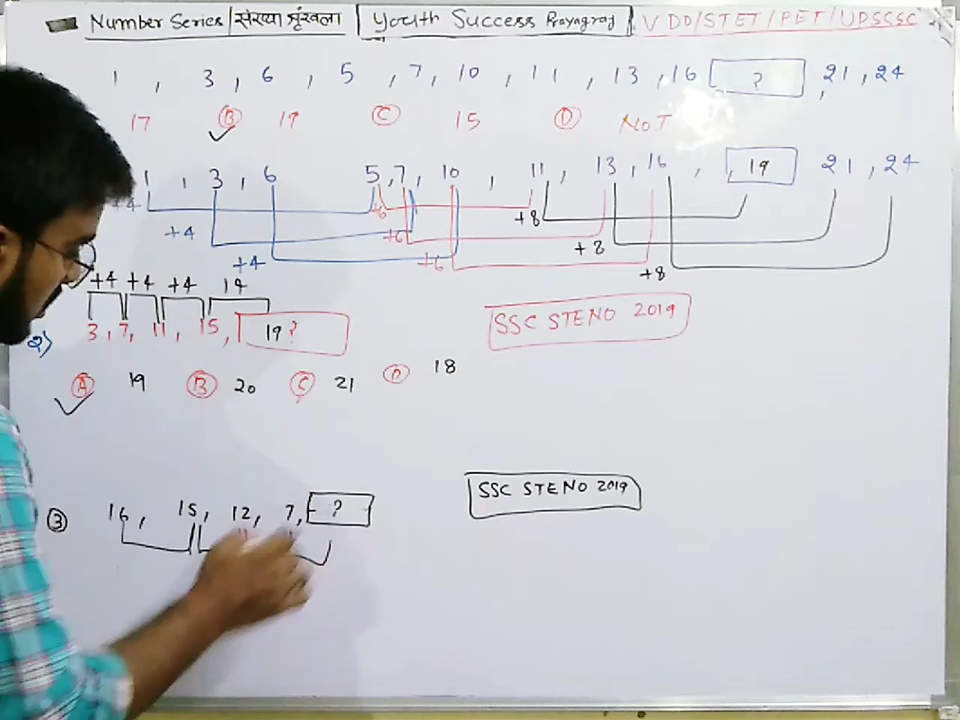 Number Series/संख्या श्रृंखला Youth Success Prayagraj VDO/STET/PET/UPSSSC
1, 3, 6, 5, 7, 10, 11, 13, 16 ? , 21, 24
17 B 19 C 15 D NOT
1, 3, 6 5, 7, 10, 11, 13, 16, , 19 21, 24
+4 +6 +8
+4 +6 +8
+4 +6 +8
+4 +4 +4 14
2) 3, 7, 11, 15, 19? SSC STENO 2019
A 19 B 20 C 21 D 18
SSC STENO 2019
3 16, 15, 12, 7, ?